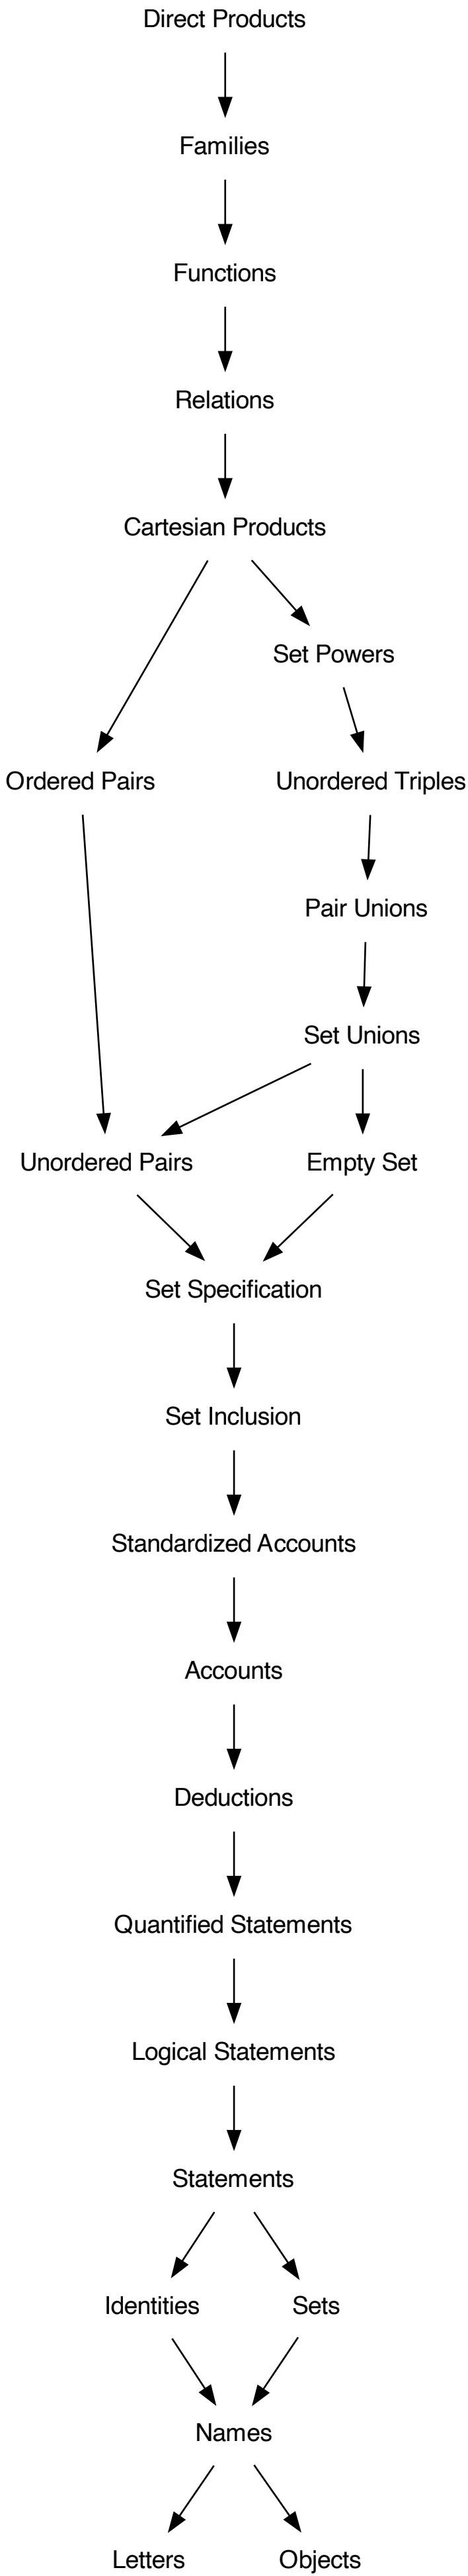 Direct Products
Families
Functions
Relations
Cartesian Products
Set Powers
Ordered Pairs
Unordered Triples
Pair Unions
Set Unions
Unordered Pairs
Empty Set
Set Specification
Set Inclusion
Standardized Accounts
Accounts
Deductions
Quantified Statements
Logical Statements
Statements
Identities
Sets
Names
Letters
Objects